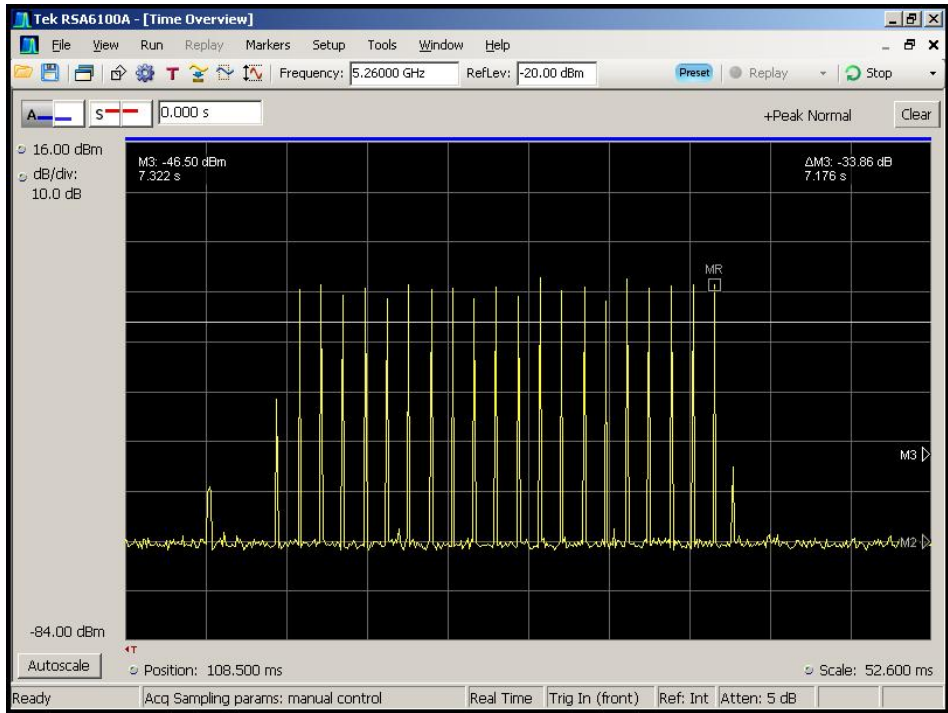 Tek RSA6100A - [Time Overview]
File View Run Replay Markers Setup Tools Window Help
T Frequency: 5.26000 GHz RefLev: -20.00 dBm Preset Replay Stop
A S 0.000 s +Peak Normal Clear
16.00 dBm
dB/div:
10.0 dB
M3: -46.50 dBm
7.322 s
ΔM3: -33.86 dB
7.176 s
MR
M3
M2
-84.00 dBm
T
Autoscale Position: 108.500 ms Scale: 52.600 ms
Ready Acq Sampling params: manual control Real Time Trig In (front) Ref: Int Atten: 5 dB